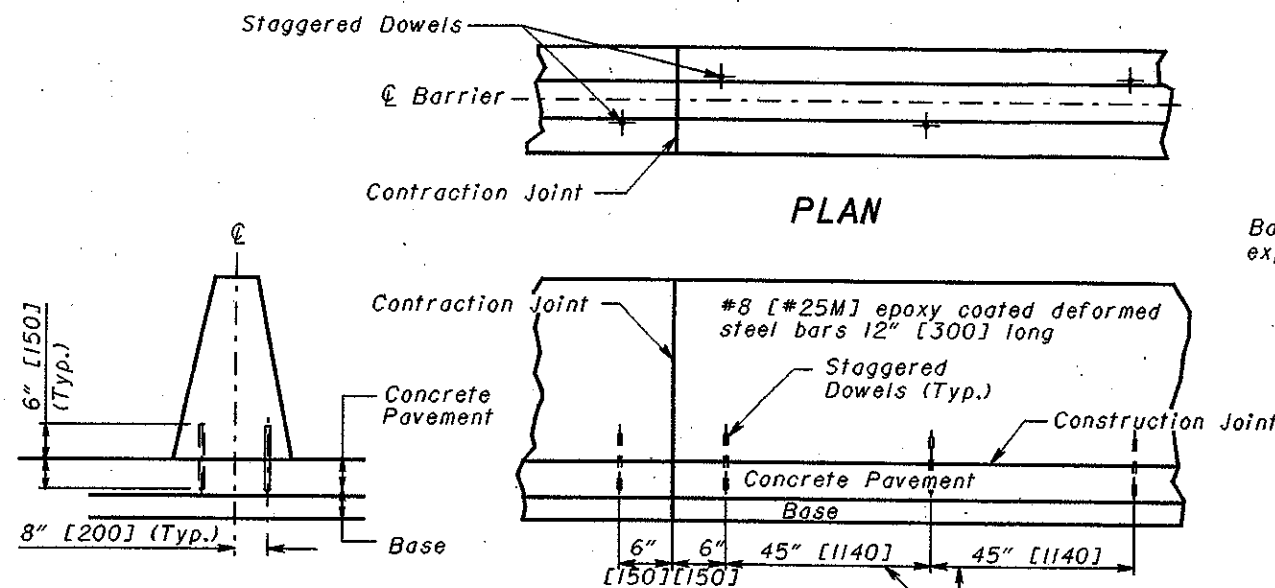 Staggered Dowels
℄ Barrier
Contraction Joint
PLAN
Ba
ex
℄
6" [150]
(Typ.)
Concrete
Pavement
8" [200] (Typ.)
Base
Contraction Joint
#8 [#25M] epoxy coated deformed
steel bars 12" [300] long
Staggered
Dowels (Typ.)
Construction Joint
Concrete Pavement
Base
6"
[150]
6"
[150]
45" [1140]
45" [1140]